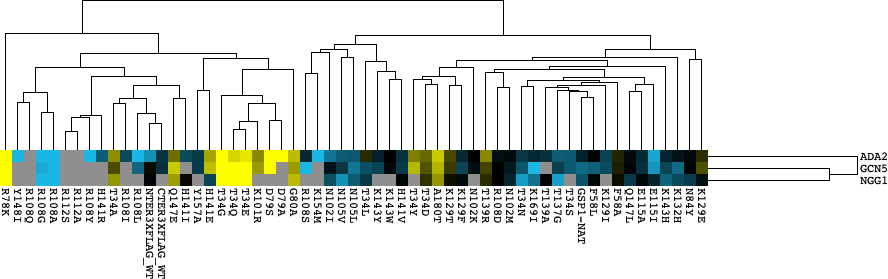 ADA2
GCN5
NGG1
R78K
Y148I
R108Q
R108G
R108A
R112S
R112A
R108Y
H141R
T34A
R108I
R108L
NTER3XFLAG_WT
CTER3XFLAG_WT
Q147E
H141I
Y157A
H141E
T34G
T34Q
T34E
K101R
D79S
D79A
G80A
R108S
K154M
N102I
N105V
N105L
T34L
K143Y
K143W
H141V
T34Y
T34D
A180T
K129T
K129F
N102K
T139R
R108D
N102M
T34N
K169I
T139A
T137G
T34S
GSP1-NAT
F58L
K129I
F58A
Q147L
E115A
E115I
K143H
K132H
N84Y
K129E